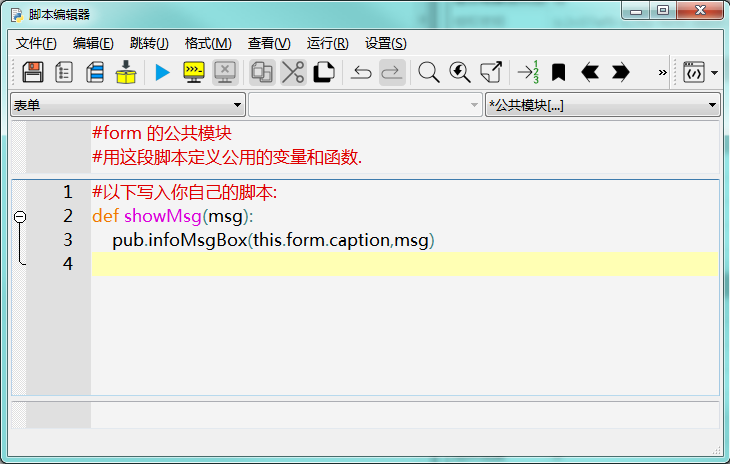 脚本编辑器
文件(F) 编辑(E) 跳转(J) 格式(M) 查看(V) 运行(R) 设置(S)
表单 *公共模块[...]
#form 的公共模块
#用这段脚本定义公用的变量和函数.
1 #以下写入你自己的脚本:
2 def showMsg(msg):
3 pub.infoMsgBox(this.form.caption,msg)
4